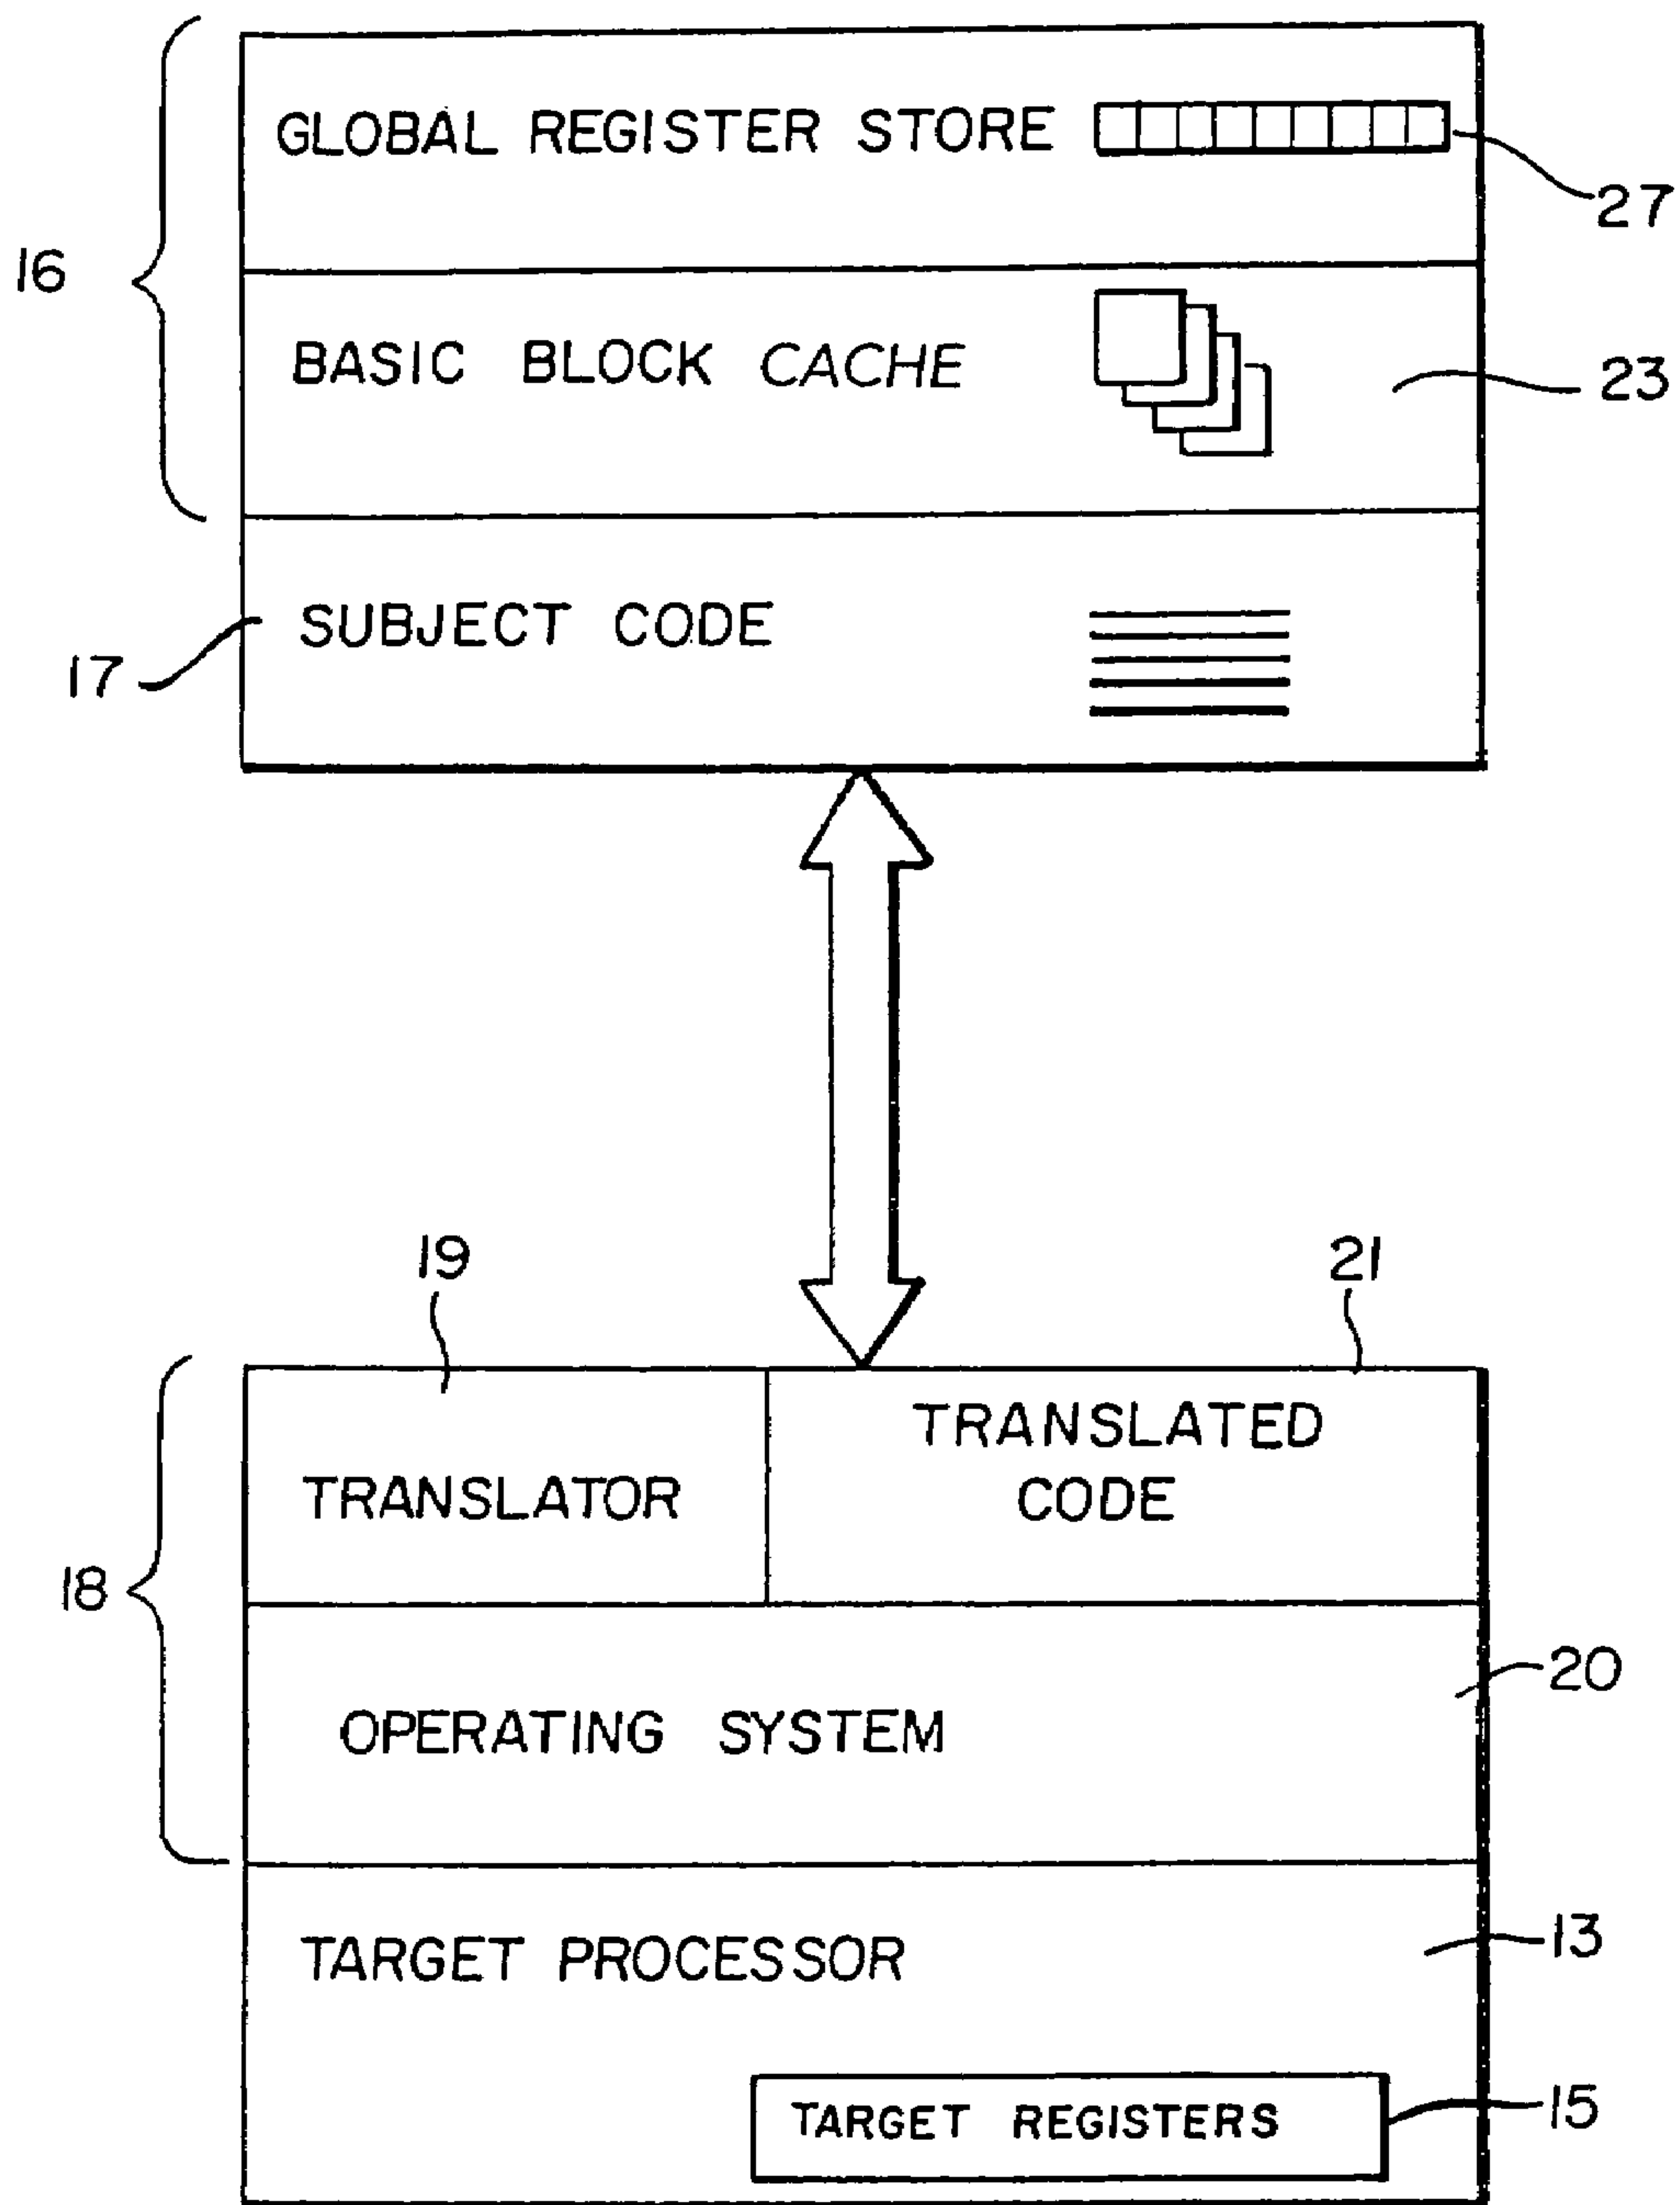 GLOBAL REGISTER STORE
27
16
BASIC BLOCK CACHE
23
SUBJECT CODE
17
19
21
TRANSLATOR
TRANSLATED
CODE
18
20
OPERATING SYSTEM
TARGET PROCESSOR
13
TARGET REGISTERS
15